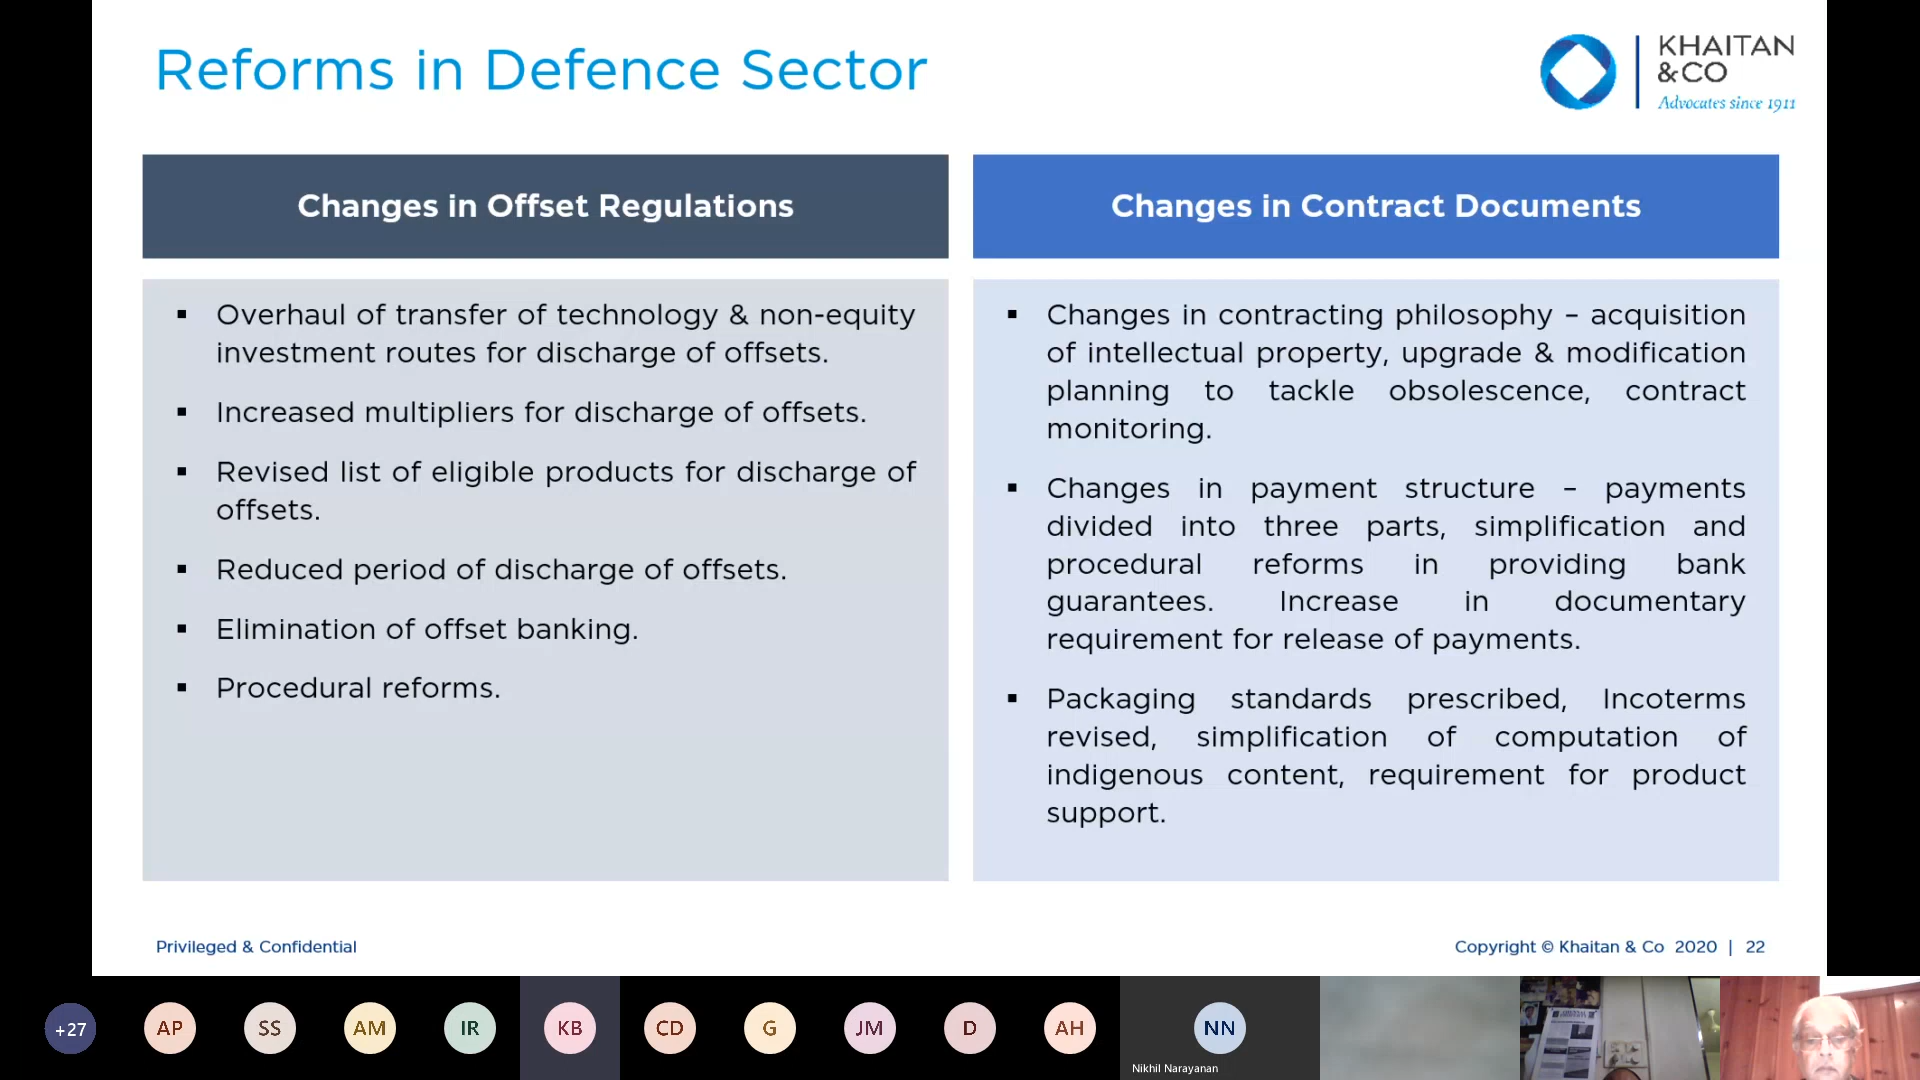 Reforms in Defence Sector
KHAITAN
&CO
Advocates since 1911
Changes in Offset Regulations
▪ Overhaul of transfer of technology & non-equity
investment routes for discharge of offsets.
▪ Increased multipliers for discharge of offsets.
▪ Revised list of eligible products for discharge of
offsets.
▪ Reduced period of discharge of offsets.
▪ Elimination of offset banking.
▪ Procedural reforms.
Changes in Contract Documents
▪ Changes in contracting philosophy – acquisition
of intellectual property, upgrade & modification
planning to tackle obsolescence, contract
monitoring.
▪ Changes in payment structure – payments
divided into three parts, simplification and
procedural reforms in providing bank
guarantees. Increase in documentary
requirement for release of payments.
▪ Packaging standards prescribed, Incoterms
revised, simplification of computation of
indigenous content, requirement for product
support.
Privileged & Confidential
Copyright © Khaitan & Co 2020 | 22
+27
AP
SS
AM
IR
KB
CD
G
JM
D
AH
NN
Nikhil Narayanan